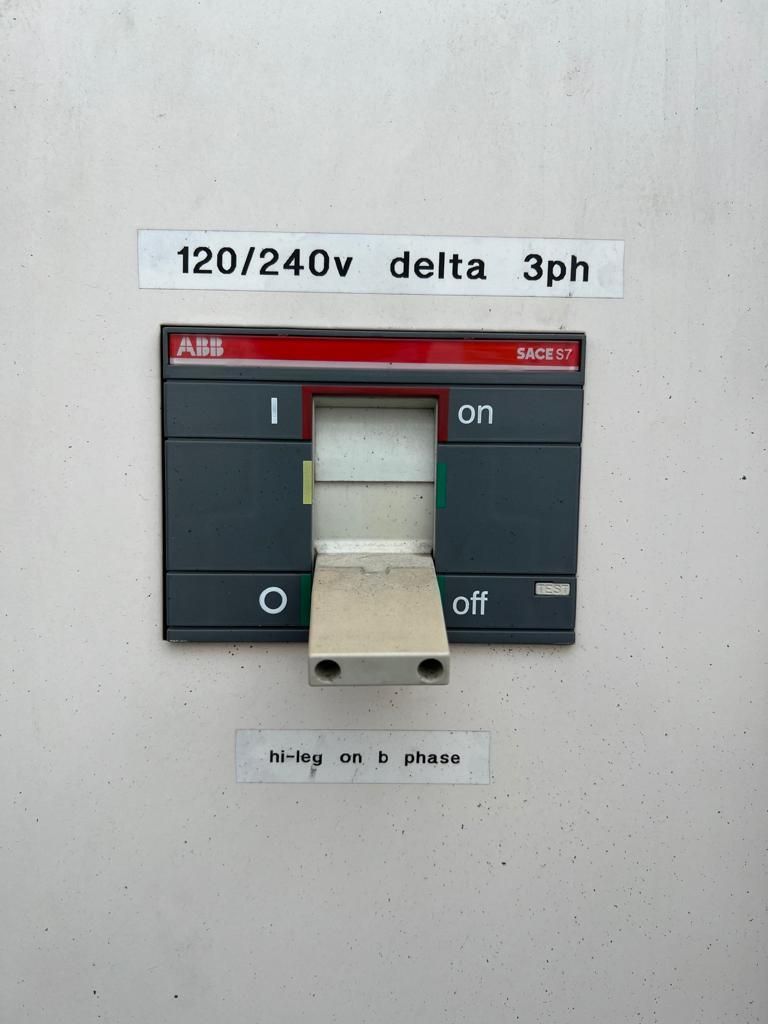 120/240v delta 3ph
ABB SACE S7
I on
O off
TEST
hi-leg on b phase